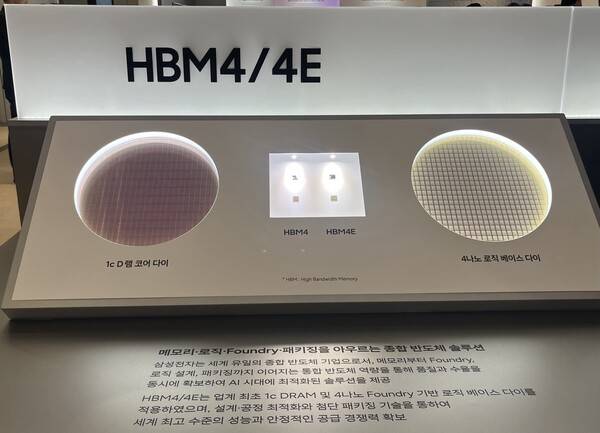 HBM4/4E
HBM4
HBM4E
1c D램 코어 다이
4나노 로직 베이스 다이
* HBM : High Bandwidth Memory
메모리·로직·Foundry·패키징을 아우르는 종합 반도체 솔루션
삼성전자는 세계 유일의 종합 반도체 기업으로서, 메모리부터 Foundry,
로직 설계, 패키징까지 이어지는 통합 반도체 역량을 통해 품질과 수율을
동시에 확보하여 AI 시대에 최적화된 솔루션을 제공
HBM4/4E는 업계 최초 1c DRAM 및 4나노 Foundry 기반 로직 베이스 다이를
적용하였으며, 설계·공정 최적화와 첨단 패키징 기술을 통하여
세계 최고 수준의 성능과 안정적인 공급 경쟁력 확보